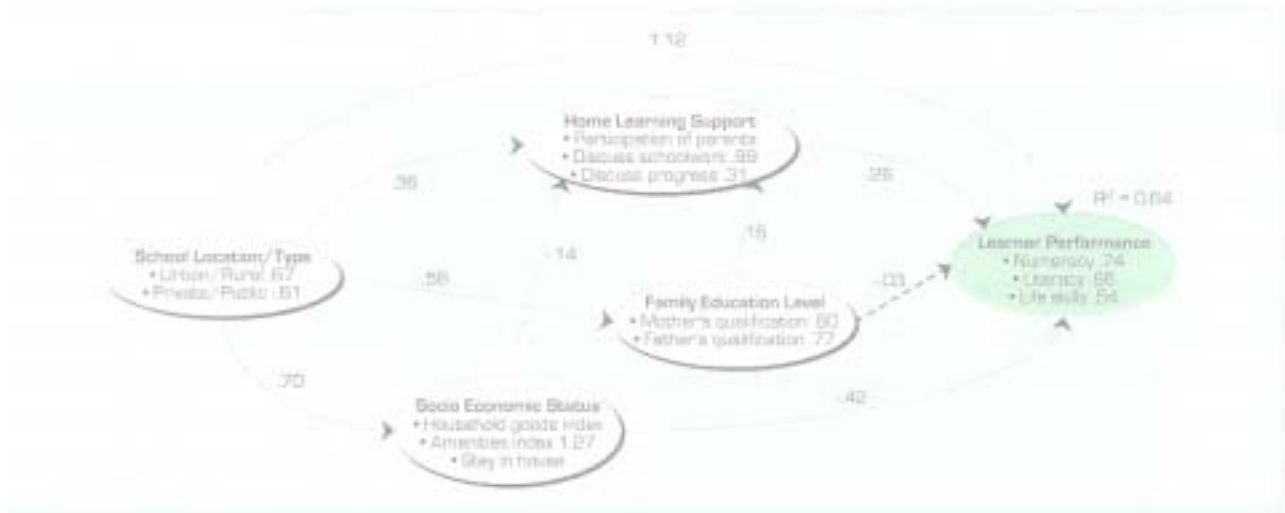 1.12
Home Learning Support
• Participation of parents
• Discuss schoolwork .99
• Discuss progress .31
.36
.26
R² = 0.64
School Location/Type
• Urban/Rural .67
• Private/Public .61
-.14
.16
Learner Performance
• Numeracy .74
• Literacy
• Life skills .54
.56
-.03
Family Education Level
• Mother's qualification .80
• Father's qualification .77
.70
Socio Economic Status
• Household goods index
• Amenities index 1.27
• Stay in house
.42